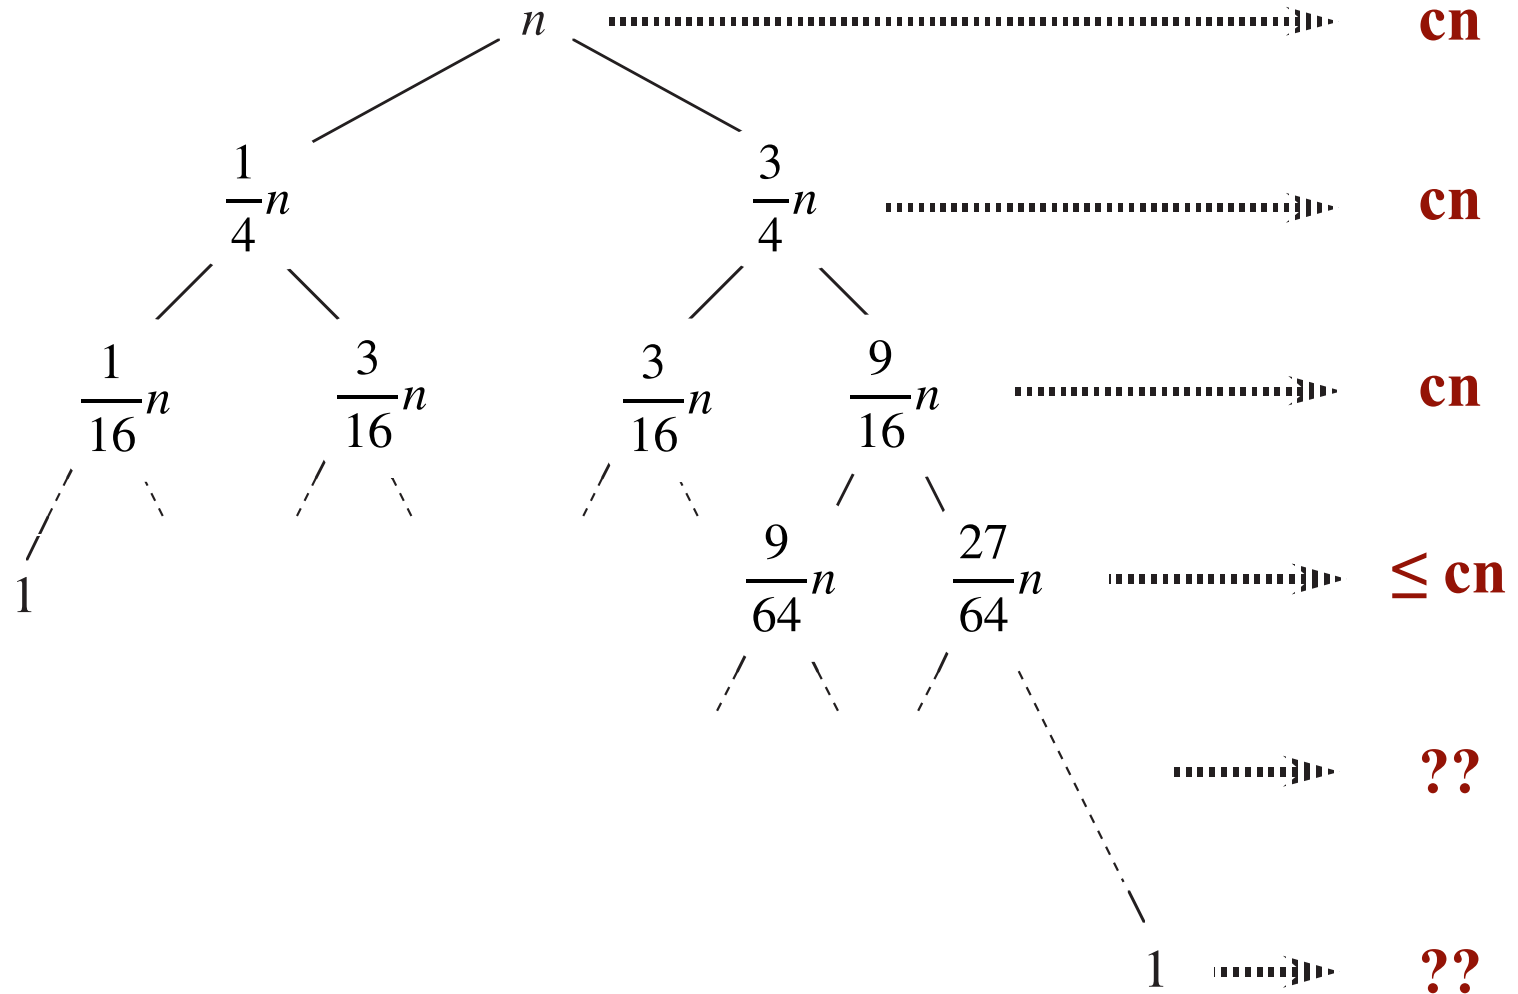 n cn
1/4 n 3/4 n cn
1/16 n 3/16 n 3/16 n 9/16 n cn
1 9/64 n 27/64 n ≤ cn
??
1 ??